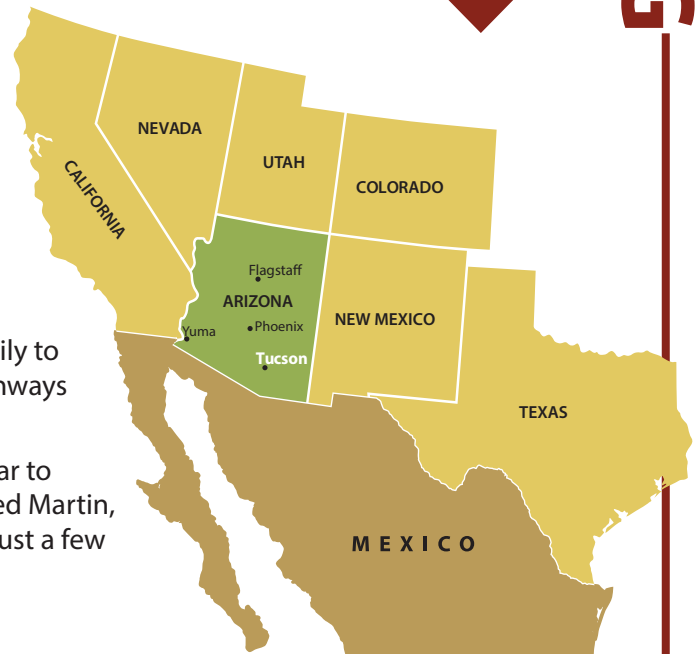 NEVADA
UTAH
COLORADO
CALIFORNIA
Flagstaff
ARIZONA
NEW MEXICO
Phoenix
Yuma
Tucson
TEXAS
MEXICO
ily to
ways
ar to
ed Martin,
ust a few